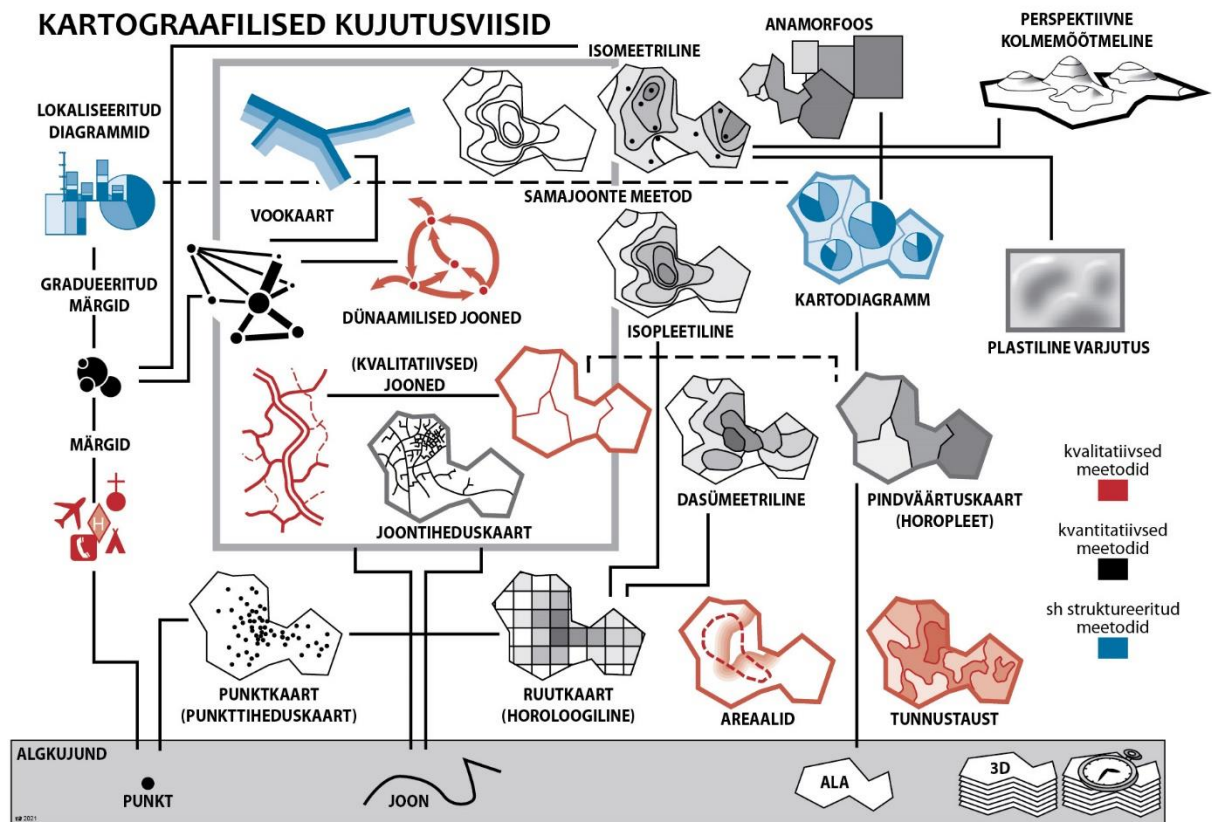 KARTOGRAAFILISED KUJUTUSVIISID
ISOMEETRILINE
ANAMORFOOS
PERSPEKTIIVNE
KOLMEMÕÕTMELINE
LOKALISEERITUD
DIAGRAMMID
VOOKAART
SAMAJOONTE MEETOD
GRADUEERITUD
MÄRGID
DÜNAAMILISED JOONED
ISOPLEETILINE
KARTODIAGRAMM
PLASTILINE VARJUTUS
(KVALITATIIVSED)
JOONED
MÄRGID
H
JOONTIHEDUSKAART
DASÜMEETRILINE
PINDVÄÄRTUSKAART
(HOROPLEET)
kvalitatiivsed
meetodid
kvantitatiivsed
meetodid
sh struktureeritud
meetodid
PUNKTKAART
(PUNKTTIHEDUSKAART)
RUUTKAART
(HOROLOOGILINE)
AREAALID
TUNNUSTAUST
ALGKUJUND
PUNKT
JOON
ALA
3D
2021